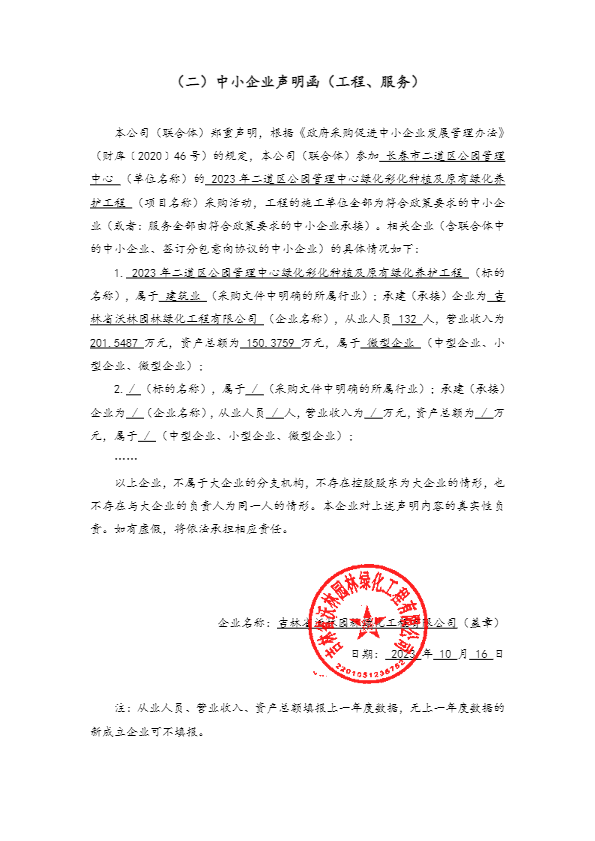 （二）中小企业声明函（工程、服务）
本公司（联合体）郑重声明，根据《政府采购促进中小企业发展管理办法》
（财库〔2020〕46 号）的规定，本公司（联合体）参加 长春市二道区公园管理
中心 （单位名称）的 2023 年二道区公园管理中心绿化彩化种植及原有绿化养
护工程 （项目名称）采购活动，工程的施工单位全部为符合政策要求的中小企
业（或者：服务全部由符合政策要求的中小企业承接）。相关企业（含联合体中
的中小企业、签订分包意向协议的中小企业）的具体情况如下：
1. 2023 年二道区公园管理中心绿化彩化种植及原有绿化养护工程 （标的
名称），属于 建筑业 （采购文件中明确的所属行业）；承建（承接）企业为 吉
林省沃林园林绿化工程有限公司 （企业名称），从业人员 132 人，营业收入为
201.5487 万元，资产总额为 150.3759 万元，属于 微型企业 （中型企业、小
型企业、微型企业）；
2. / （标的名称），属于 / （采购文件中明确的所属行业）；承建（承接）
企业为 / （企业名称），从业人员 / 人，营业收入为 / 万元，资产总额为 / 万
元，属于 / （中型企业、小型企业、微型企业）；
……
以上企业，不属于大企业的分支机构，不存在控股股东为大企业的情形，也
不存在与大企业的负责人为同一人的情形。本企业对上述声明内容的真实性负
责。如有虚假，将依法承担相应责任。
吉林省沃林园林绿化工程有限公司
企业名称：吉林省沃林园林绿化工程有限公司（盖章）
日期： 2023 年 10 月 16 日
注：从业人员、营业收入、资产总额填报上一年度数据，无上一年度数据的
新成立企业可不填报。